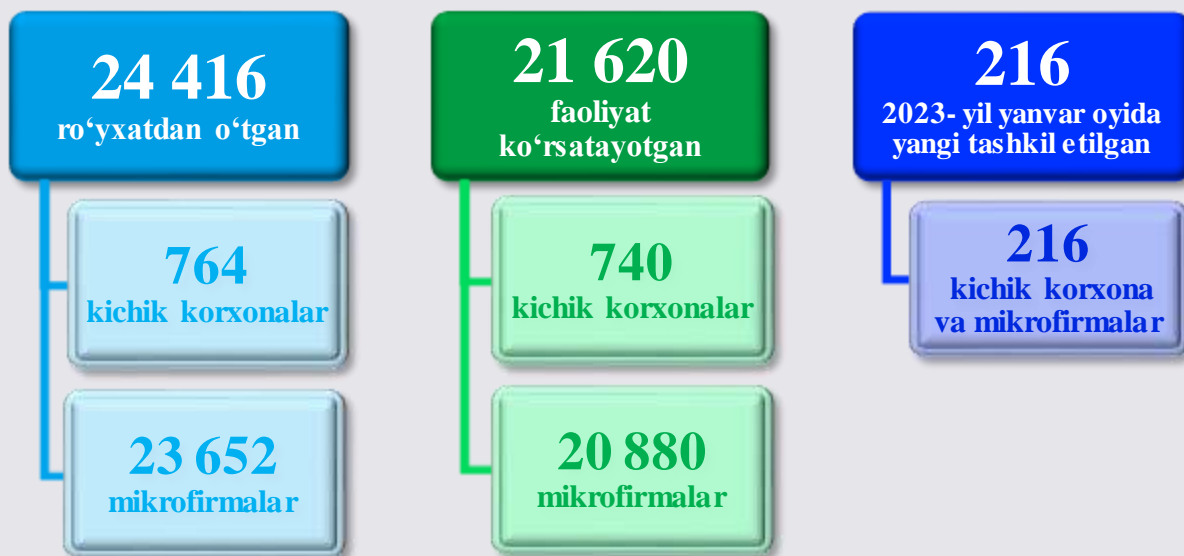 24 416
ro‘yxatdan o‘tgan
764
kichik korxonalar
23 652
mikrofirmalar
21 620
faoliyat
ko‘rsatayotgan
740
kichik korxonalar
20 880
mikrofirmalar
216
2023- yil yanvar oyida
yangi tashkil etilgan
216
kichik korxona
va mikrofirmalar